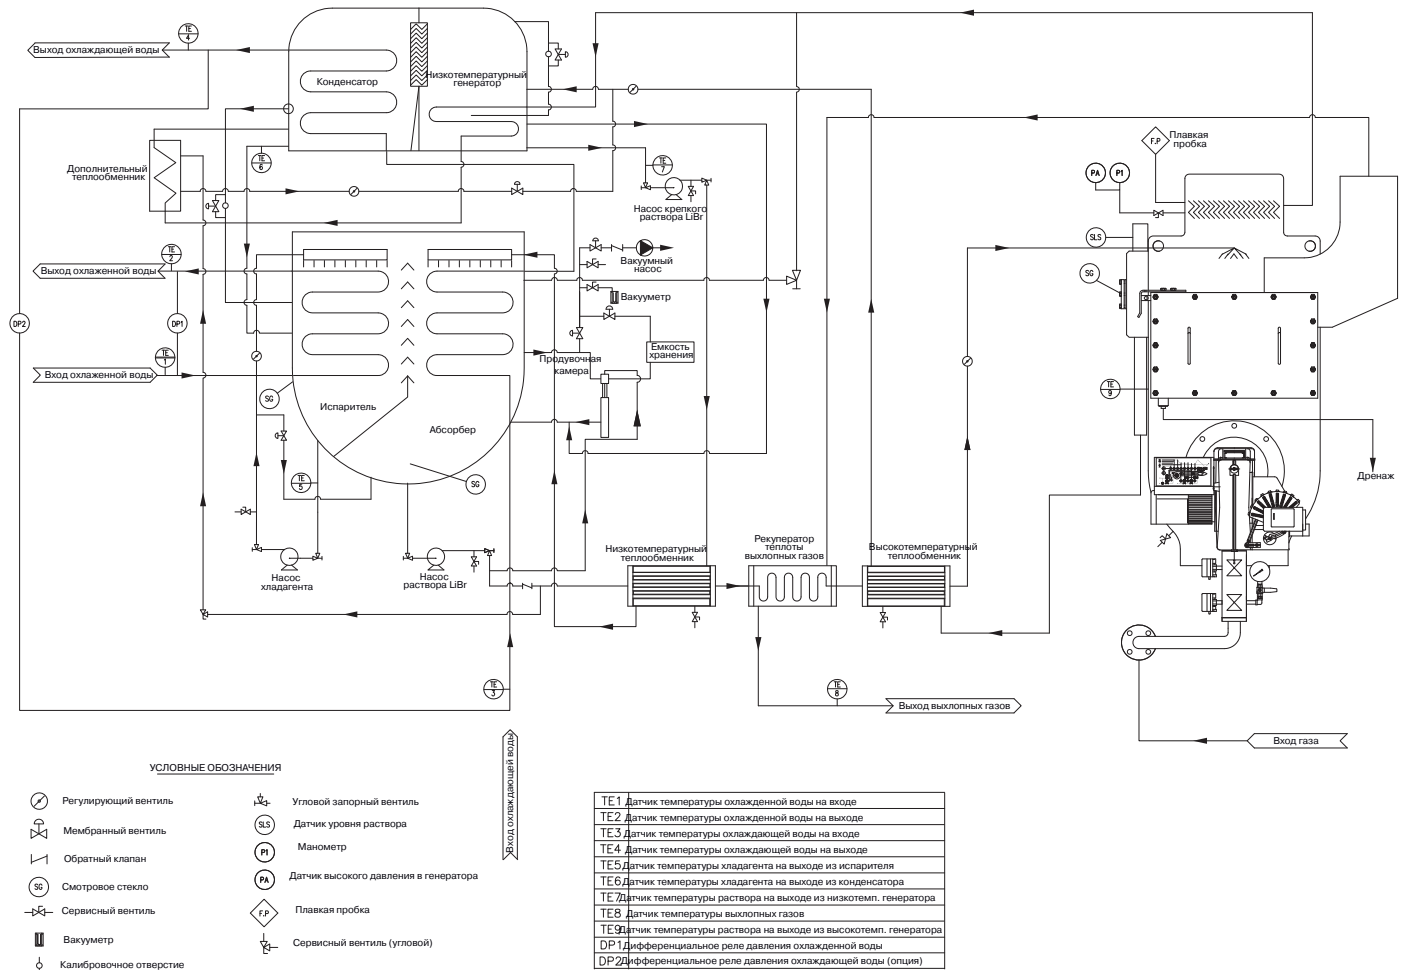 TE
4
Выход охлаждающей воды
Конденсатор
Низкотемпературный
генератор
TE
6
Дополнительный
теплообменник
TE
7
Насос крепкого
раствора LiBr
F.P
Плавкая
пробка
PA
P1
SLS
SG
TE
2
Выход охлаженной воды
DP2
DP1
TE
1
Вход охлаженной воды
Вакуумный
насос
Вакууметр
Емкость
хранения
Продувочная
камера
SG
Испаритель
Абсорбер
SG
TE
5
TE
9
Дренаж
Насос
хладагента
Насос
раствора LiBr
Низкотемпературный
теплообменник
Рекуператор
теплоты
выхлопных газов
Высокотемпературный
теплообменник
TE
3
TE
8
Выход выхлопных газов
Вход газа
Вход охлаждающей воды
УСЛОВНЫЕ ОБОЗНАЧЕНИЯ
Регулирующий вентиль
Мембранный вентиль
Обратный клапан
SG Смотровое стекло
Сервисный вентиль
Вакууметр
Калибровочное отверстие
Угловой запорный вентиль
SLS Датчик уровня раствора
P1 Манометр
PA Датчик высокого давления в генератора
F.P Плавкая пробка
Сервисный вентиль (угловой)
TE1 Датчик температуры охлажденной воды на входе
TE2 Датчик температуры охлажденной воды на выходе
TE3 Датчик температуры охлаждающей воды на входе
TE4 Датчик температуры охлаждающей воды на выходе
TE5 Датчик температуры хладагента на выходе из испарителя
TE6 Датчик температуры хладагента на выходе из конденсатора
TE7 Датчик температуры раствора на выходе из низкотемп. генератора
TE8 Датчик температуры выхлопных газов
TE9 Датчик температуры раствора на выходе из высокотемп. генератора
DP1 Дифференциальное реле давления охлажденной воды
DP2 Дифференциальное реле давления охлаждающей воды (опция)